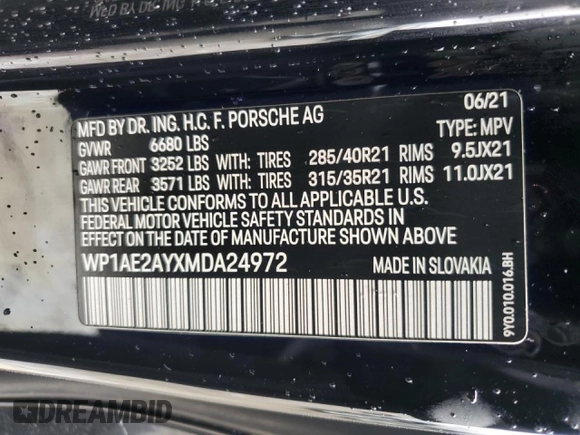 06/21
MFD BY DR. ING. H.C. F. PORSCHE AG TYPE: MPV
GVWR 6680 LBS
GAWR FRONT 3252 LBS WITH: TIRES 285/40R21 RIMS 9.5JX21
GAWR REAR 3571 LBS WITH: TIRES 315/35R21 RIMS 11.0JX21
THIS VEHICLE CONFORMS TO ALL APPLICABLE U.S.
FEDERAL MOTOR VEHICLE SAFETY STANDARDS IN
EFFECT ON THE DATE OF MANUFACTURE SHOWN ABOVE
WP1AE2AYXMDA24972 MADE IN SLOVAKIA
9Y0.010.016.BH
DREAMBID